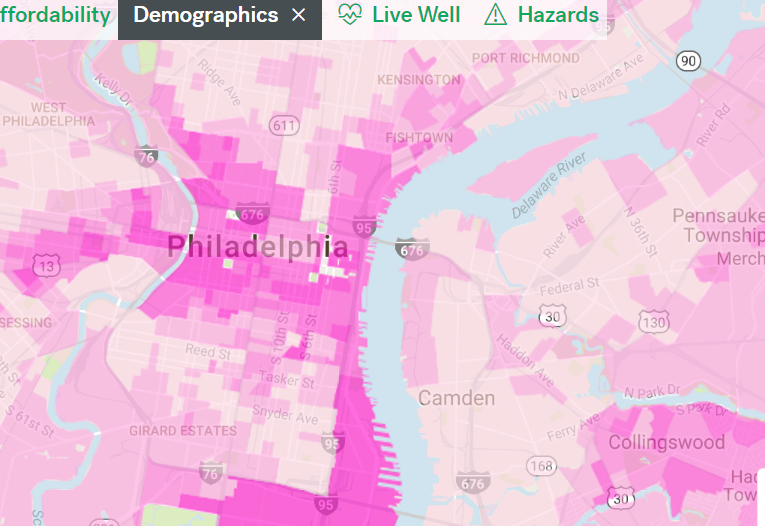 ffordability
Demographics ×
Live Well
Hazards
95
PORT RICHMOND
90
Kelly Dr
Ridge Ave
KENSINGTON
N Delaware Ave
WEST
PHILADELPHIA
611
FISHTOWN
River Rd
76
6th St
Delaware River
676
95
Philadelphia
676
River Ave
N 36th St
Pennsauke
Township
Merch
13
Federal St
30
130
SESSING
S 10th St
S 6th St
Reed St
Haddon Ave
Tasker St
Camden
N Park Dr
S Park Dr
Snyder Ave
S 61st St
GIRARD ESTATES
Ferry Ave
Collingswood
95
76
168
676
Had
Tow
30
95